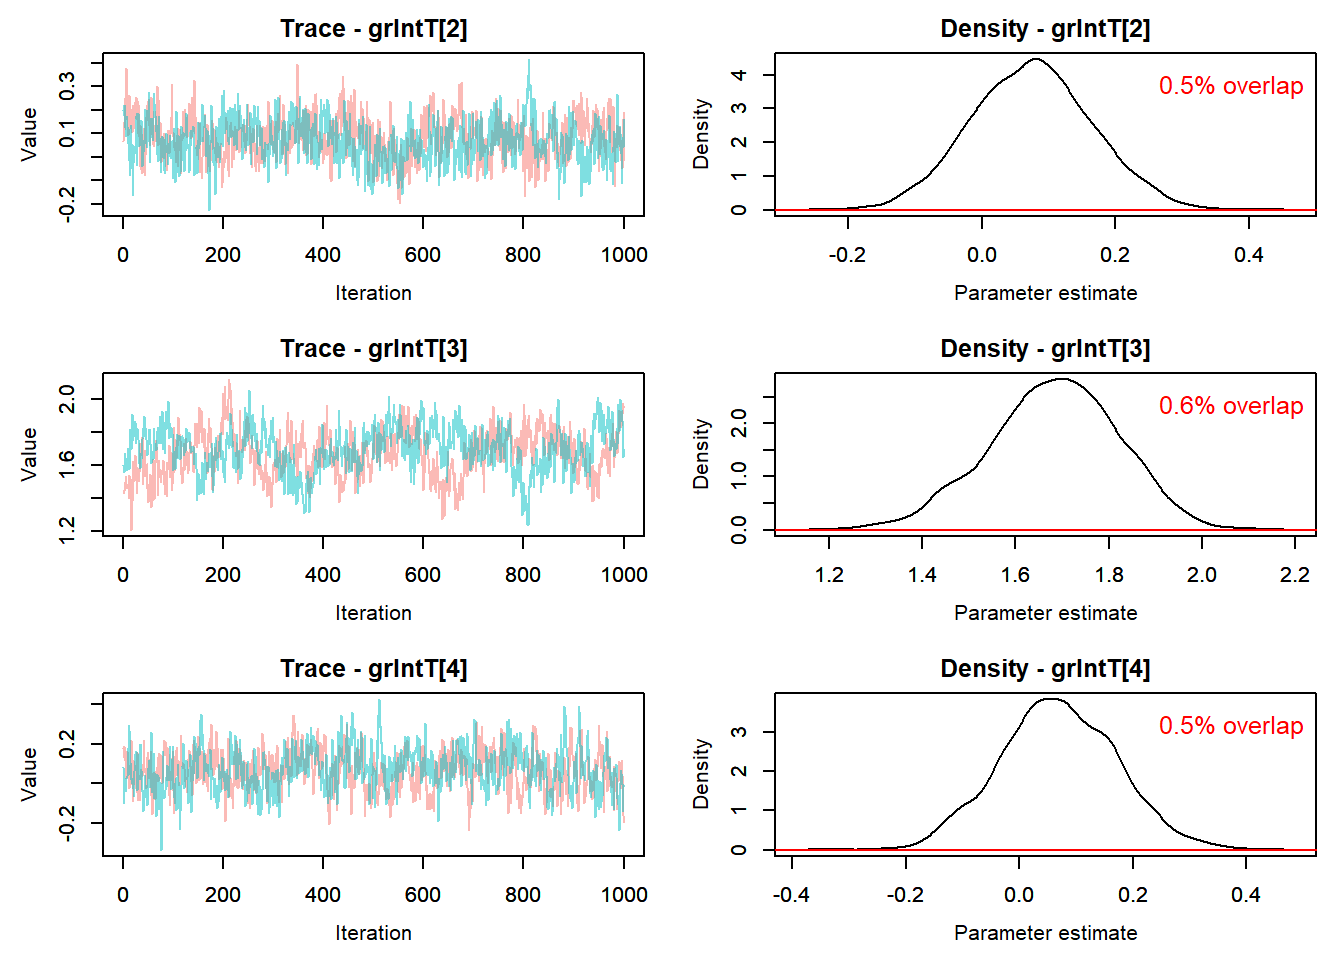 Trace - grIntT[2]
Value
-0.2 0.1 0.3
0 200 400 600 800 1000
Iteration
Density - grIntT[2]
0.5% overlap
Density
0 1 2 3 4
-0.2 0.0 0.2 0.4
Parameter estimate
Trace - grIntT[3]
Value
1.2 1.6 2.0
0 200 400 600 800 1000
Iteration
Density - grIntT[3]
0.6% overlap
Density
0.0 1.0 2.0
1.2 1.4 1.6 1.8 2.0 2.2
Parameter estimate
Trace - grIntT[4]
Value
-0.2 0.2
0 200 400 600 800 1000
Iteration
Density - grIntT[4]
0.5% overlap
Density
0 1 2 3
-0.4 -0.2 0.0 0.2 0.4
Parameter estimate